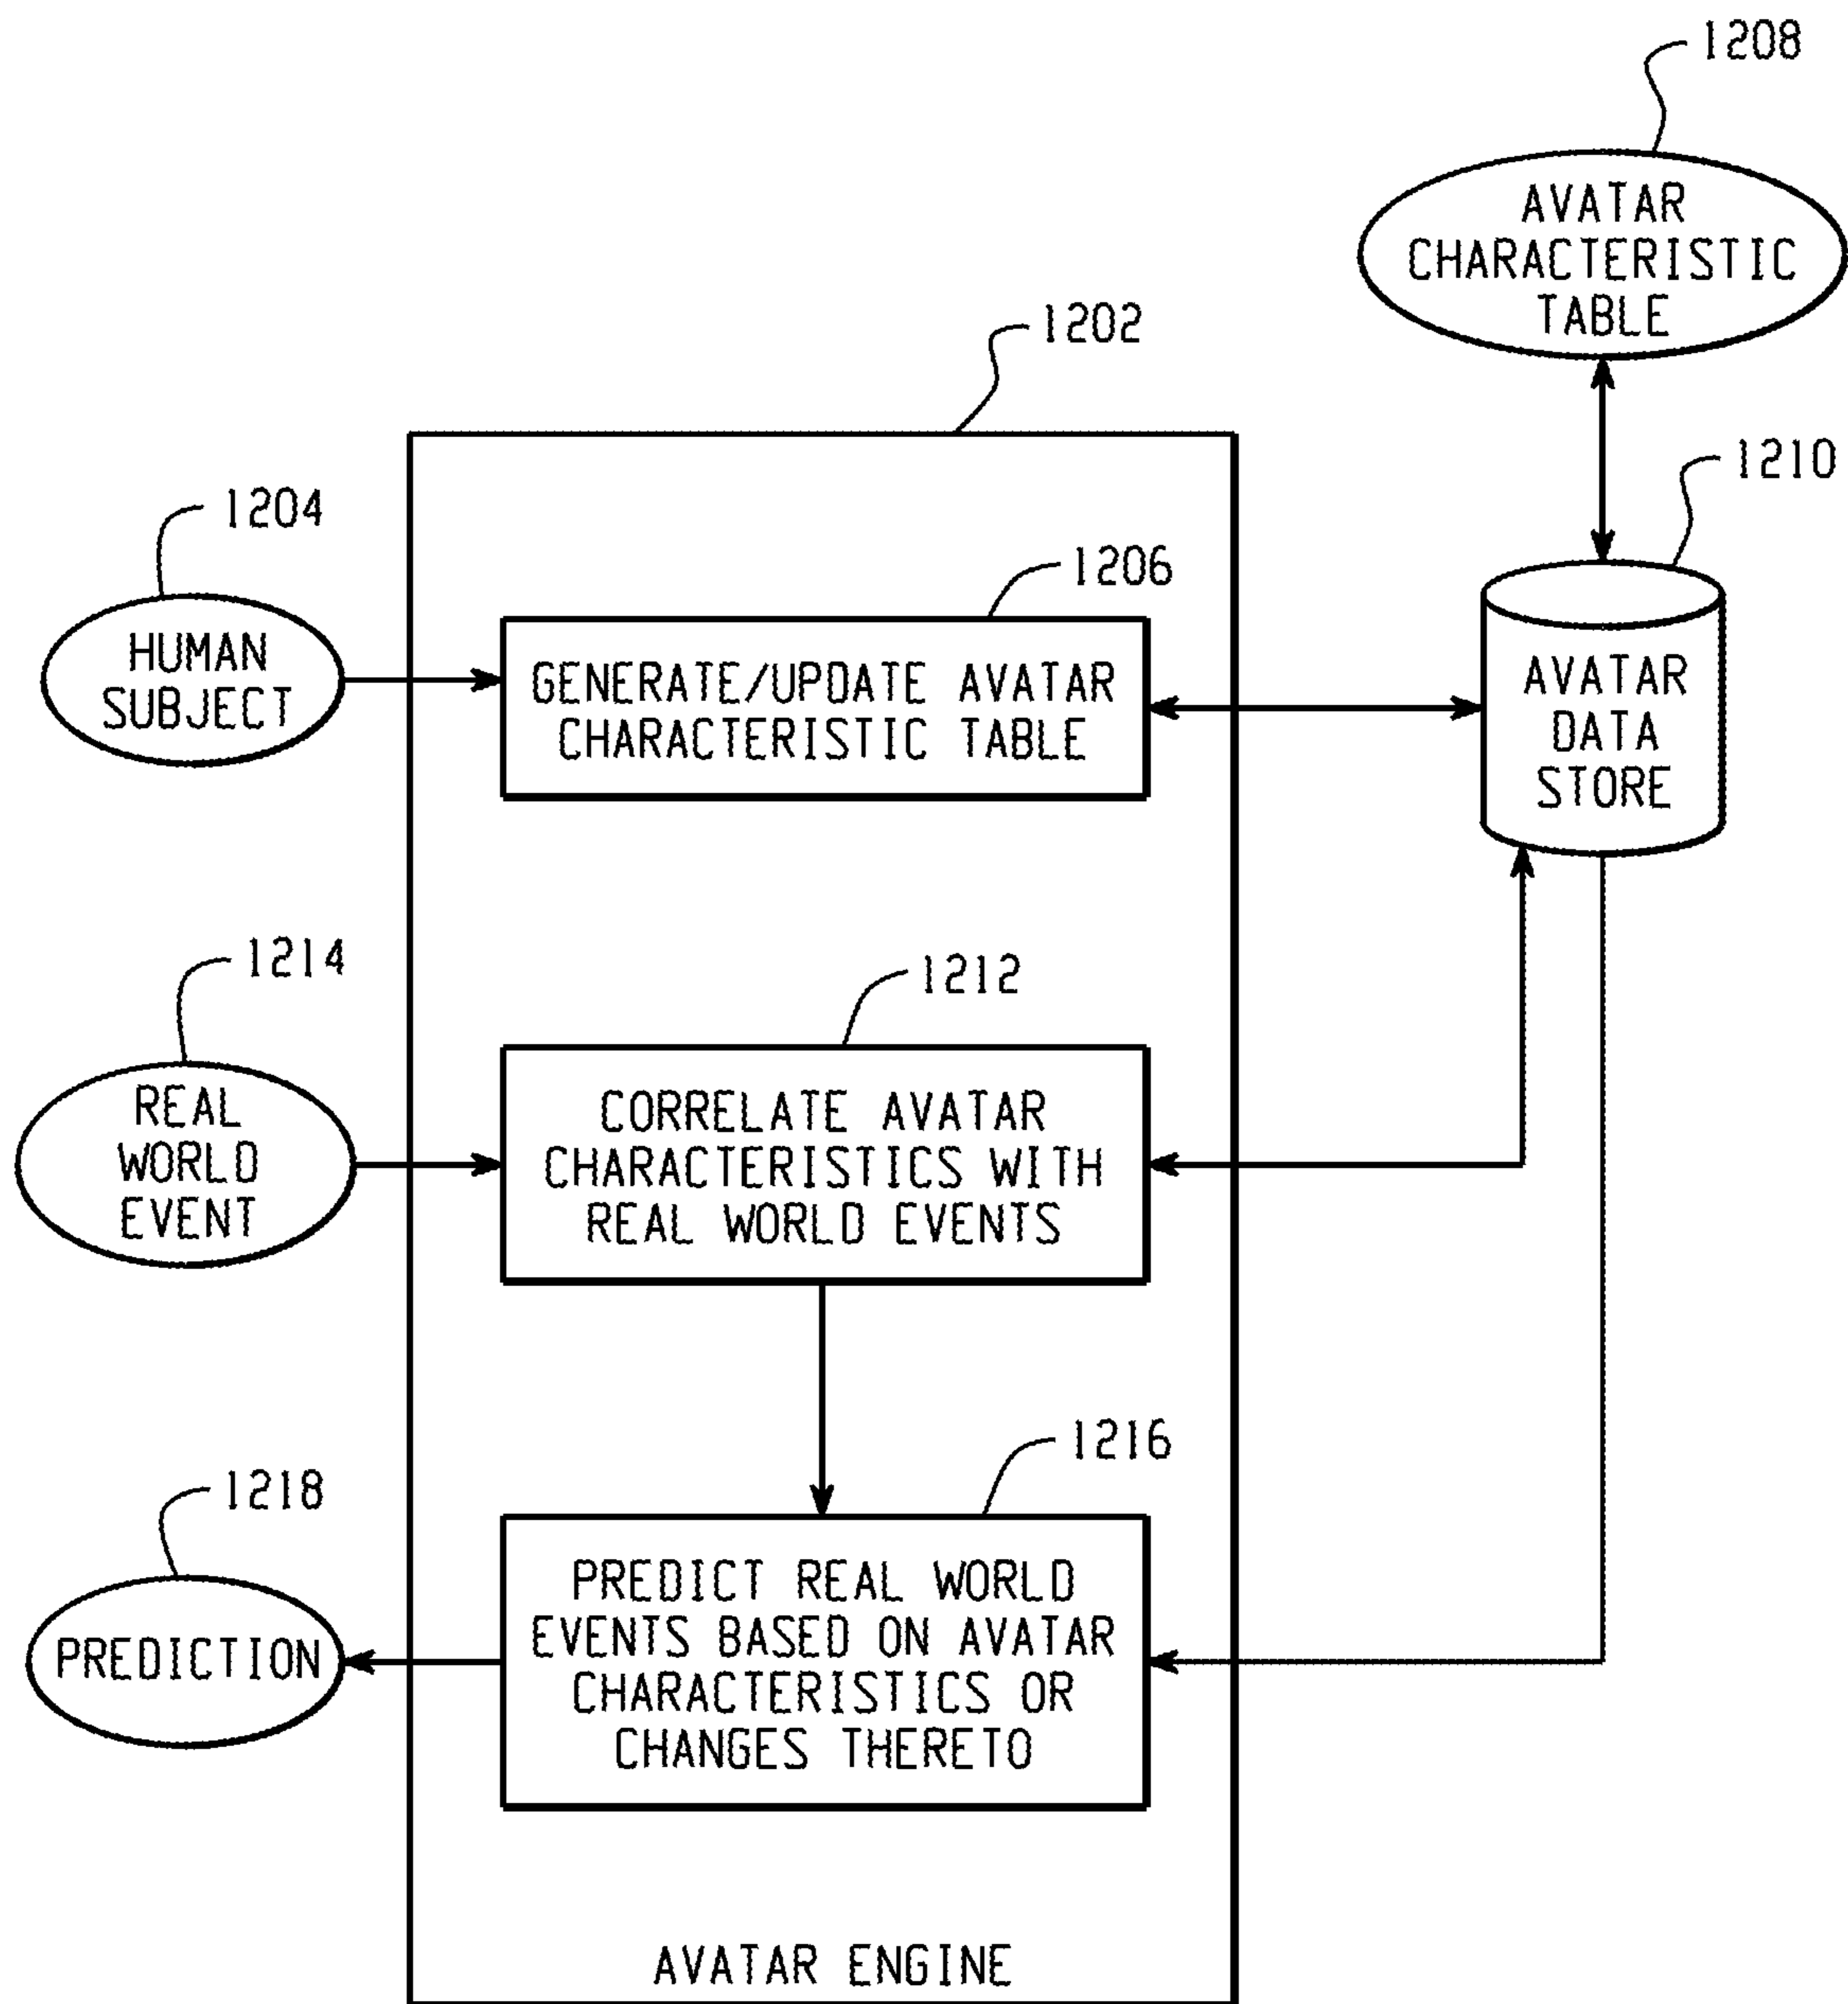 1208
AVATAR
CHARACTERISTIC
TABLE
1202
1210
1204
1206
HUMAN
SUBJECT
GENERATE/UPDATE AVATAR
CHARACTERISTIC TABLE
AVATAR
DATA
STORE
1214
1212
REAL
WORLD
EVENT
CORRELATE AVATAR
CHARACTERISTICS WITH
REAL WORLD EVENTS
1216
1218
PREDICTION
PREDICT REAL WORLD
EVENTS BASED ON AVATAR
CHARACTERISTICS OR
CHANGES THERETO
AVATAR ENGINE